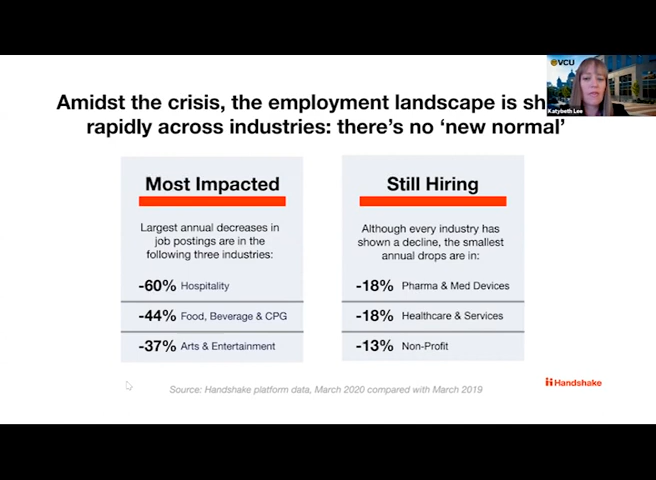 VCU
Katybeth Lee
Amidst the crisis, the employment landscape is sh
rapidly across industries: there's no 'new normal'
Most Impacted
Largest annual decreases in
job postings are in the
following three industries:
-60% Hospitality
-44% Food, Beverage & CPG
-37% Arts & Entertainment
Still Hiring
Although every industry has
shown a decline, the smallest
annual drops are in:
-18% Pharma & Med Devices
-18% Healthcare & Services
-13% Non-Profit
Source: Handshake platform data, March 2020 compared with March 2019
Handshake